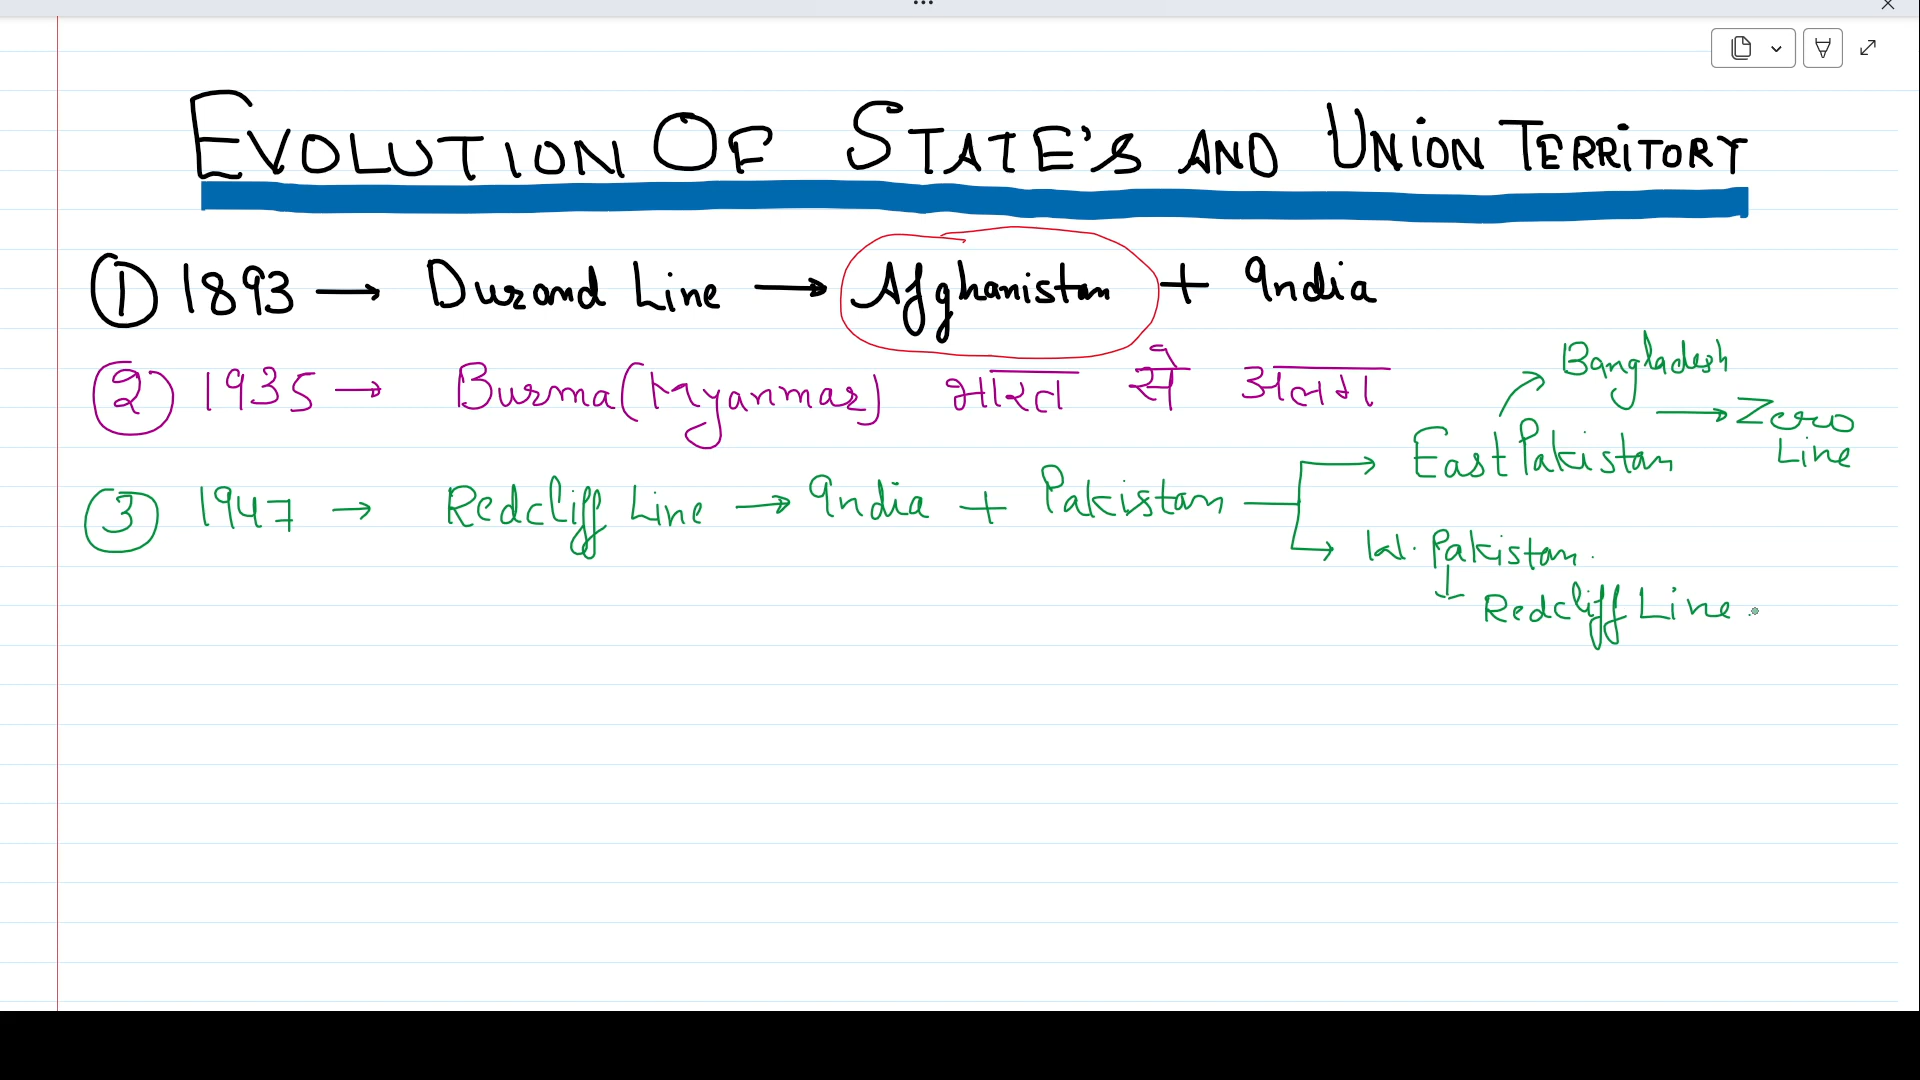 EVOLUTION OF STATE'S AND UNION TERRITORY
① 1893 → Durand Line → Afghanistan + India
② 1935 → Burma(Myanmar) भारत से अलग
Bangladesh
→ Zero Line
East Pakistan
③ 1947 → Redcliff Line → India + Pakistan
W. Pakistan.
Redcliff Line.